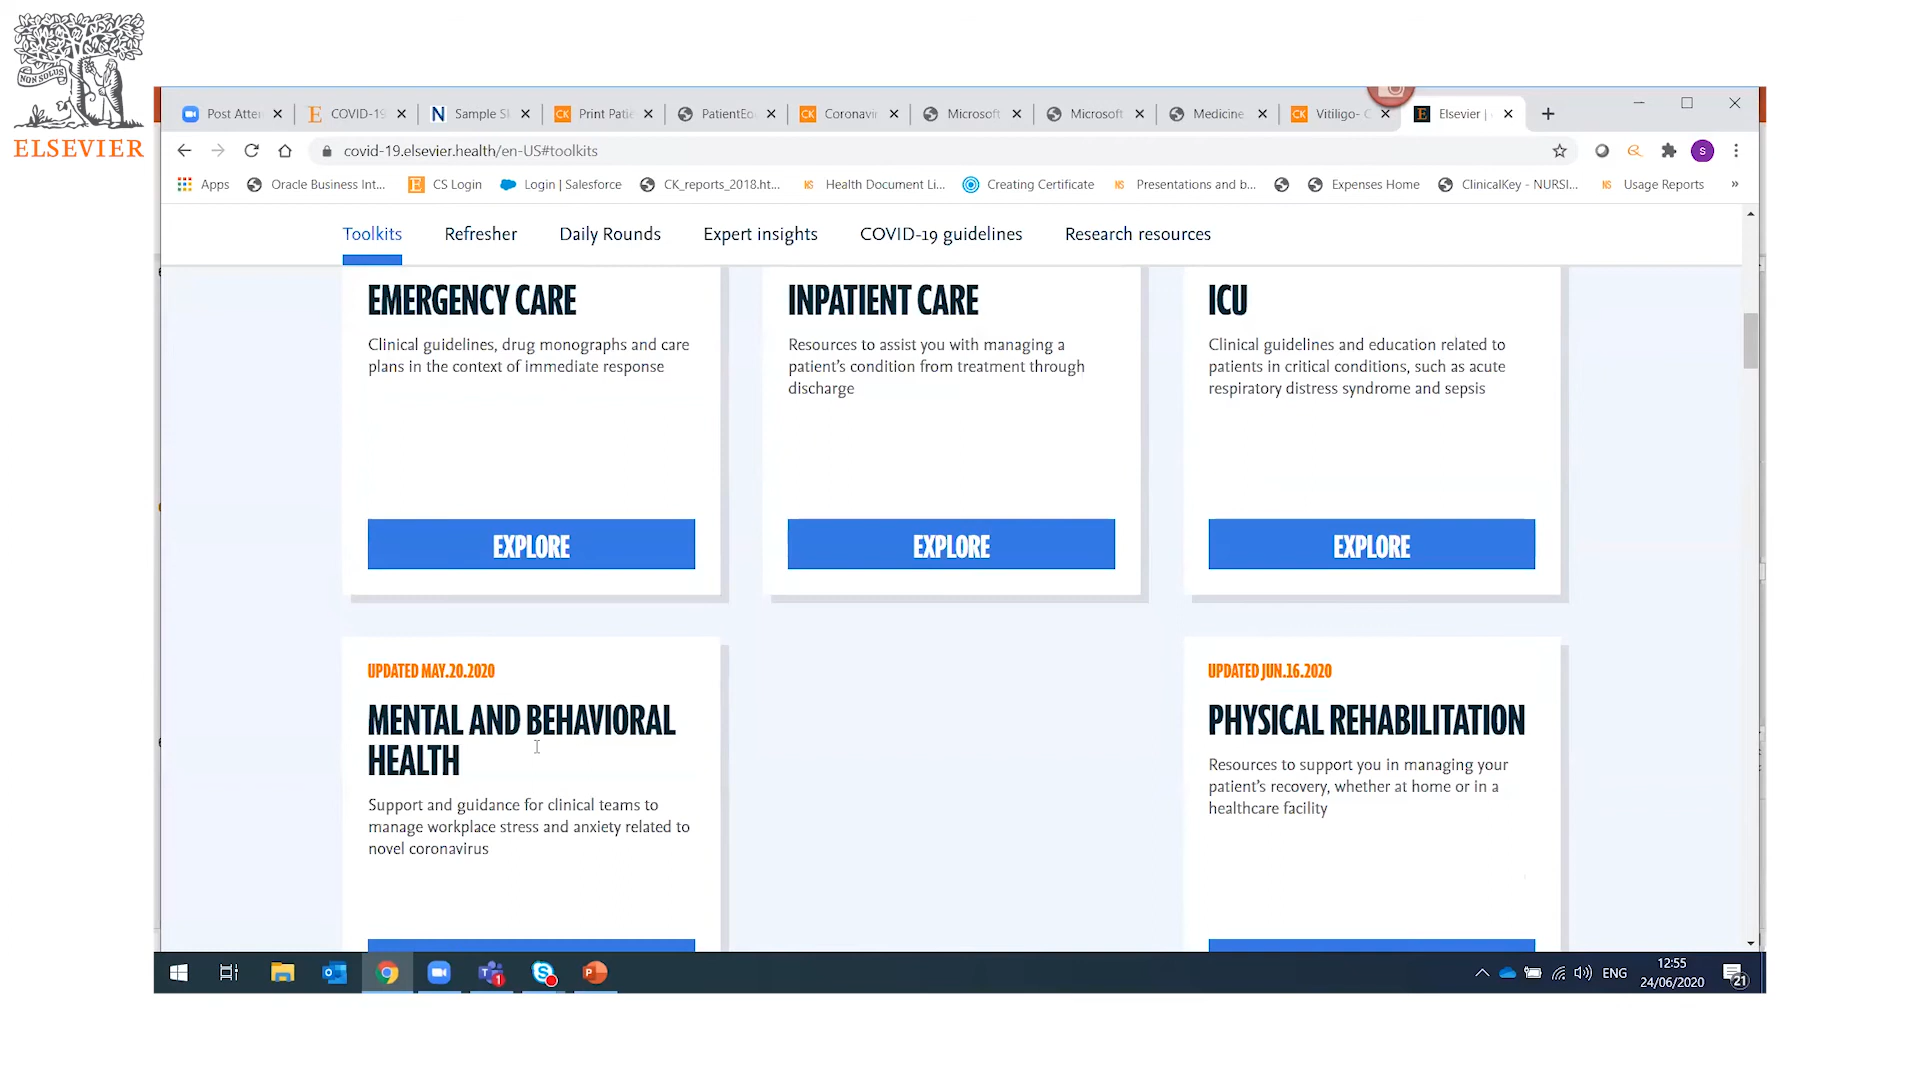 NON SOLUS
ELSEVIER
Post Atte
COVID-19
N Sample S
CK Print Patie
PatientEd
CK Coronavir
Microsoft
Microsoft
Medicine
CK Vitiligo- C
E Elsevier |
covid-19.elsevier.health/en-US#toolkits
S
Apps
Oracle Business Int...
E CS Login
Login | Salesforce
CK_reports_2018.ht...
NS Health Document Li...
Creating Certificate
NS Presentations and b...
Expenses Home
ClinicalKey - NURSI...
NS Usage Reports
»
Toolkits Refresher Daily Rounds Expert insights COVID-19 guidelines Research resources
EMERGENCY CARE
Clinical guidelines, drug monographs and care
plans in the context of immediate response
EXPLORE
INPATIENT CARE
Resources to assist you with managing a
patient's condition from treatment through
discharge
EXPLORE
ICU
Clinical guidelines and education related to
patients in critical conditions, such as acute
respiratory distress syndrome and sepsis
EXPLORE
UPDATED MAY.20.2020
MENTAL AND BEHAVIORAL
HEALTH
Support and guidance for clinical teams to
manage workplace stress and anxiety related to
novel coronavirus
UPDATED JUN.16.2020
PHYSICAL REHABILITATION
Resources to support you in managing your
patient's recovery, whether at home or in a
healthcare facility
ENG
12:55
24/06/2020
21